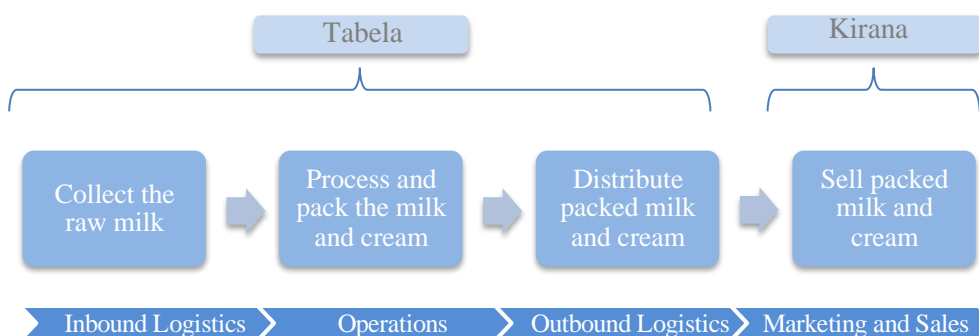 Tabela
Kirana
Collect the
raw milk
Process and
pack the milk
and cream
Distribute
packed milk
and cream
Sell packed
milk and
cream
Inbound Logistics
Operations
Outbound Logistics
Marketing and Sales